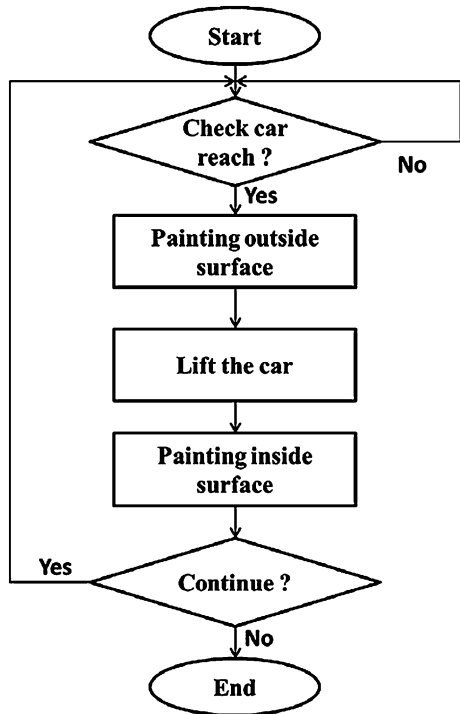 Start
Check car
reach ?
No
Yes
Painting outside
surface
Lift the car
Painting inside
surface
Yes
Continue ?
No
End